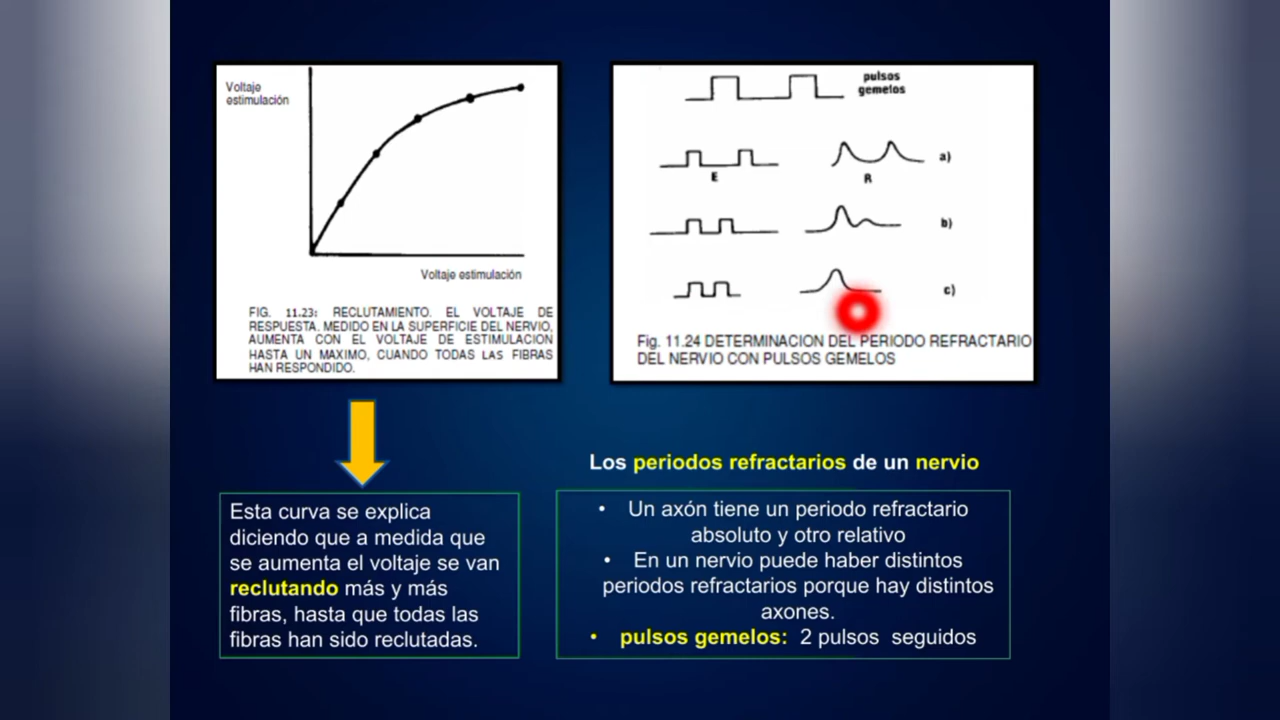 Voltaje
estimulación
Voltaje estimulación
FIG. 11.23: RECLUTAMIENTO. EL VOLTAJE DE
RESPUESTA. MEDIDO EN LA SUPERFICIE DEL NERVIO,
AUMENTA CON EL VOLTAJE DE ESTIMULACION
HASTA UN MAXIMO, CUANDO TODAS LAS FIBRAS
HAN RESPONDIDO.
pulsos
gemelos
E R a)
b)
c)
Fig. 11.24 DETERMINACION DEL PERIODO REFRACTARIO
DEL NERVIO CON PULSOS GEMELOS
Esta curva se explica
diciendo que a medida que
se aumenta el voltaje se van
reclutando más y más
fibras, hasta que todas las
fibras han sido reclutadas.
Los periodos refractarios de un nervio
• Un axón tiene un periodo refractario
absoluto y otro relativo
• En un nervio puede haber distintos
periodos refractarios porque hay distintos
axones.
• pulsos gemelos: 2 pulsos seguidos